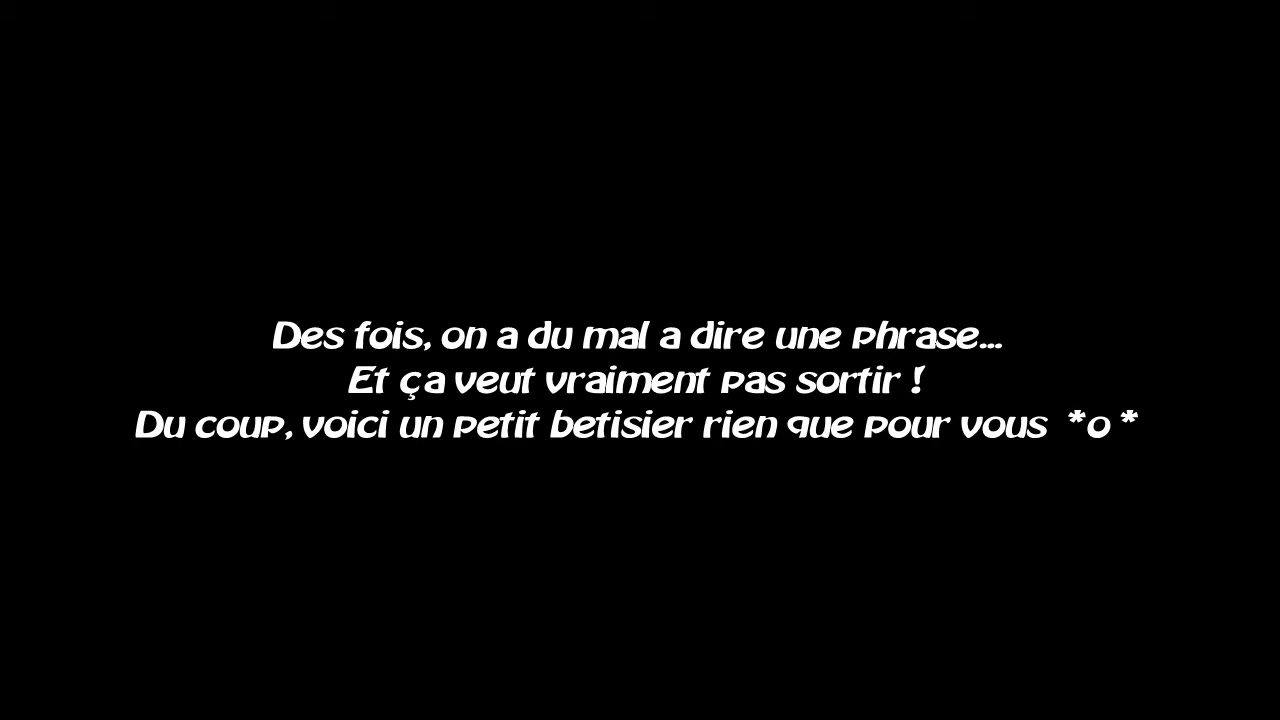 Des fois, on a du mal a dire une phrase...
Et ça veut vraiment pas sortir !
Du coup, voici un petit betisier rien que pour vous *o*